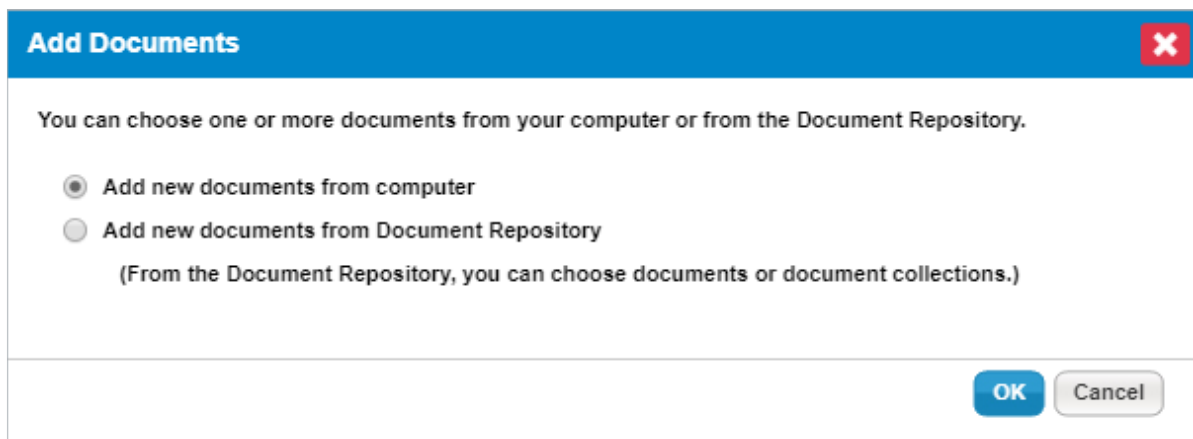 Add Documents
You can choose one or more documents from your computer or from the Document Repository.
Add new documents from computer
Add new documents from Document Repository
(From the Document Repository, you can choose documents or document collections.)
OK Cancel